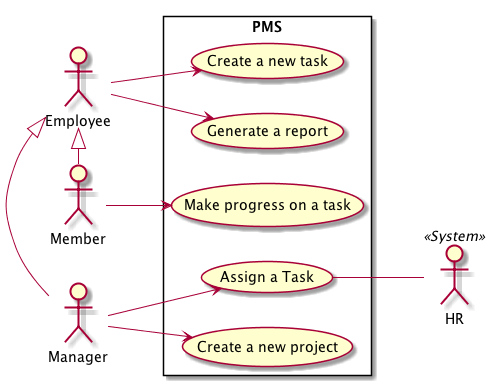 PMS
Create a new task
Employee
Generate a report
Member
Make progress on a task
«System»
HR
Assign a Task
Manager
Create a new project